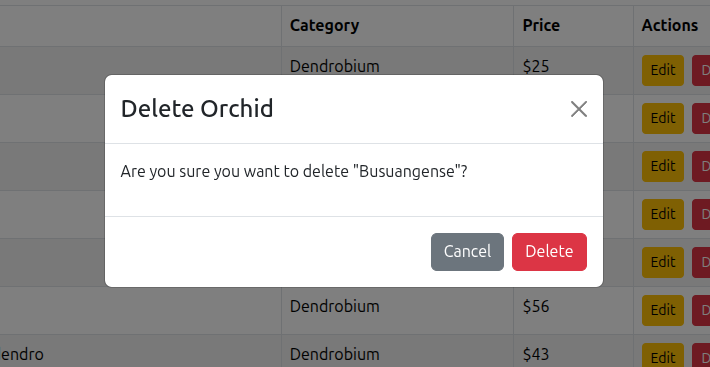 Category Price Actions
Dendrobium $25 Edit D
Delete Orchid
Edit D
Are you sure you want to delete "Busuangense"?
Edit D
Edit D
Cancel Delete
Edit D
Dendrobium $56 Edit D
endro Dendrobium $43 Edit D